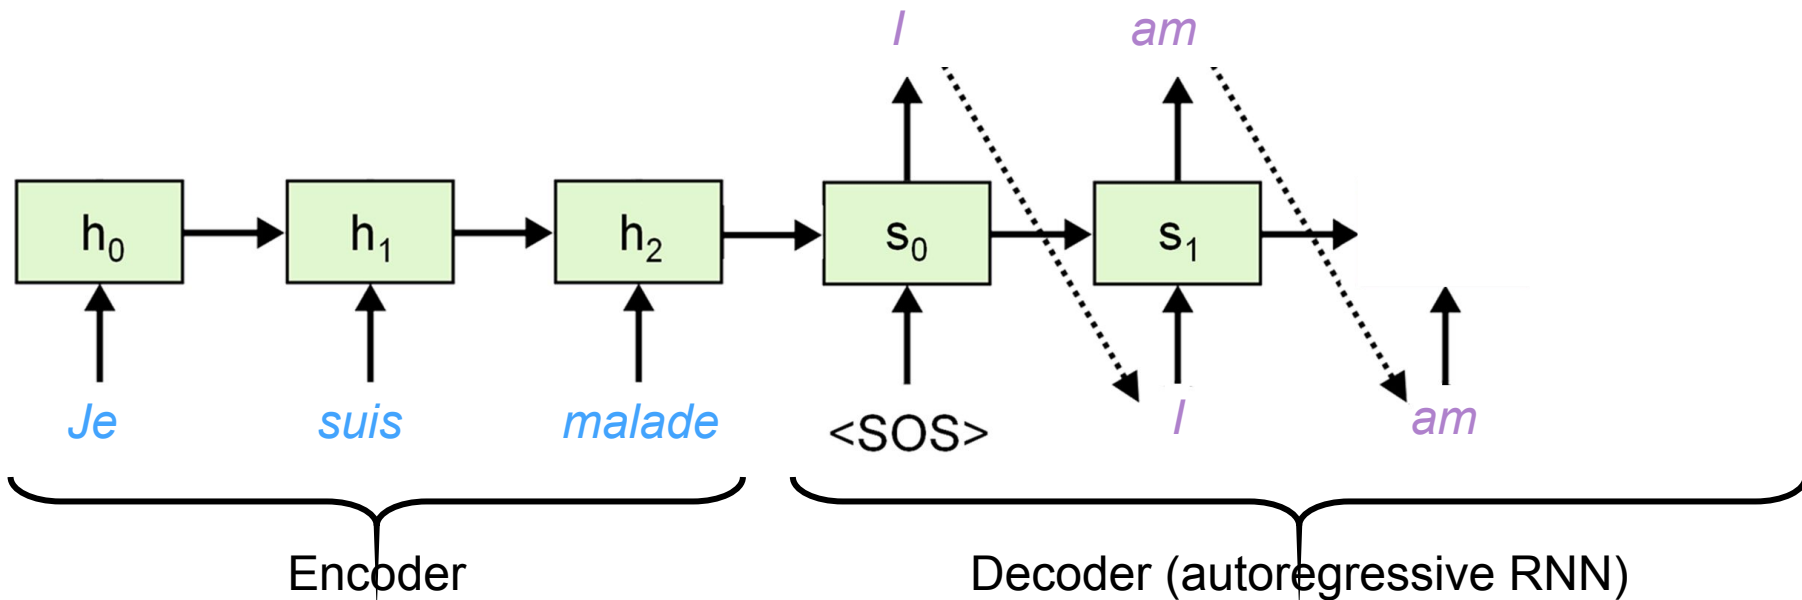 I am
h₀ h₁ h₂ s₀ s₁
Je suis malade <SOS> I am
Encoder Decoder (autoregressive RNN)